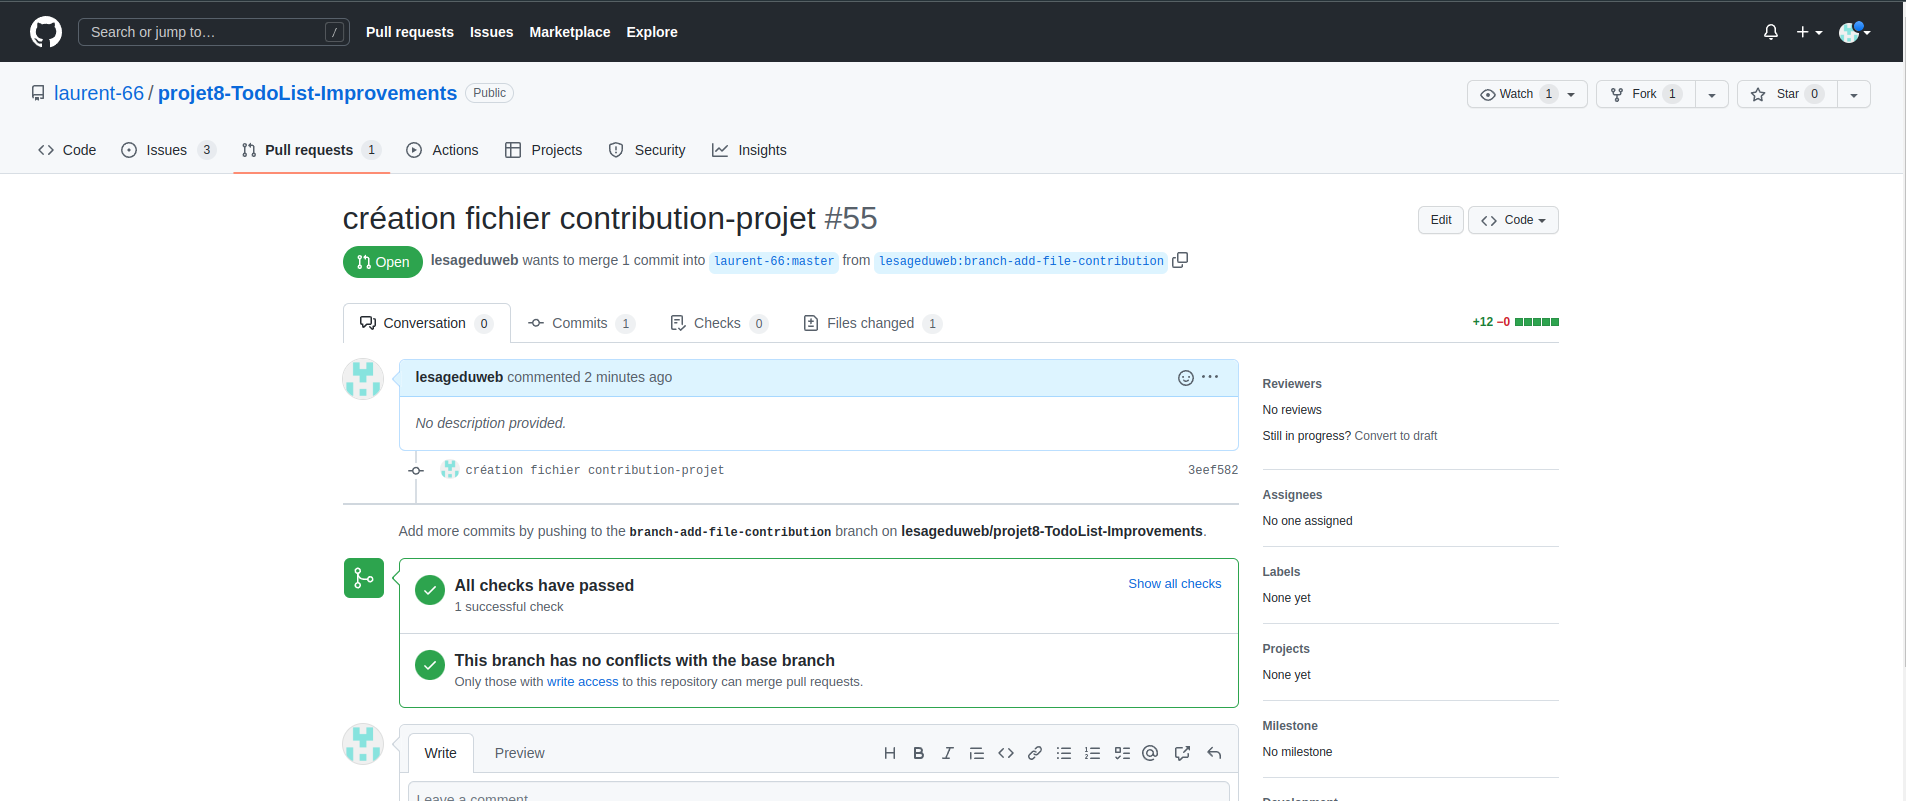 Search or jump to… /
Pull requests Issues Marketplace Explore
laurent-66 / projet8-TodoList-Improvements Public
Watch 1 Fork 1 Star 0
Code Issues 3 Pull requests 1 Actions Projects Security Insights
création fichier contribution-projet #55
Edit Code
Open lesageduweb wants to merge 1 commit into laurent-66:master from lesageduweb:branch-add-file-contribution
Conversation 0 Commits 1 Checks 0 Files changed 1
+12 −0
lesageduweb commented 2 minutes ago
No description provided.
création fichier contribution-projet 3eef582
Add more commits by pushing to the branch-add-file-contribution branch on lesageduweb/projet8-TodoList-Improvements.
All checks have passed
1 successful check
Show all checks
This branch has no conflicts with the base branch
Only those with write access to this repository can merge pull requests.
Write Preview
Leave a comment
Reviewers
No reviews
Still in progress? Convert to draft
Assignees
No one assigned
Labels
None yet
Projects
None yet
Milestone
No milestone
Development